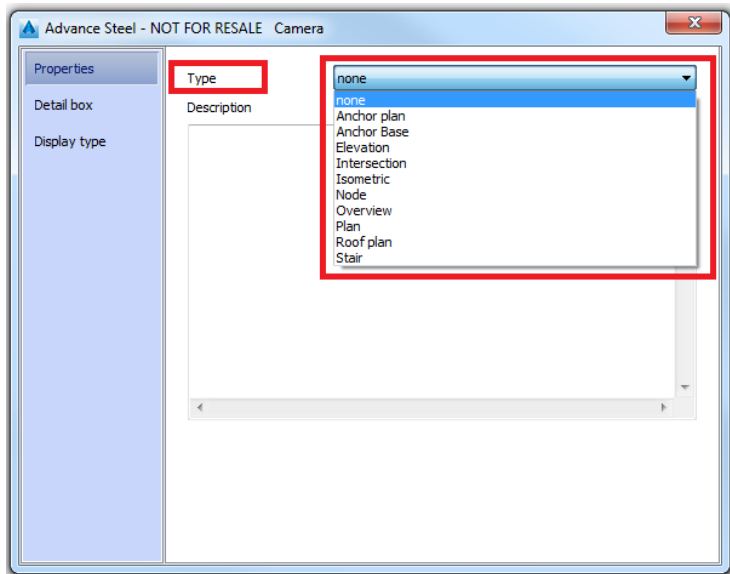 Advance Steel - NOT FOR RESALE   Camera
Properties
Detail box
Display type
Type
none
Description
none
Anchor plan
Anchor Base
Elevation
Intersection
Isometric
Node
Overview
Plan
Roof plan
Stair